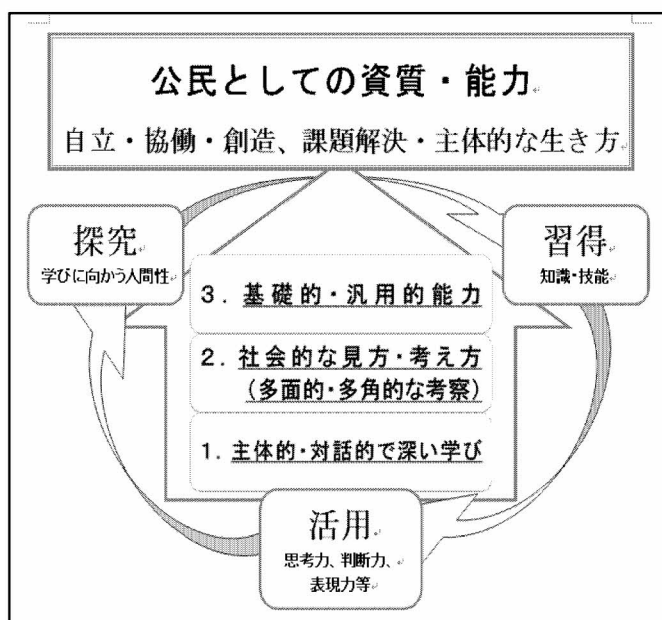 公民としての資質・能力
自立・協働・創造、課題解決・主体的な生き方
探究
学びに向かう人間性
習得
知識・技能
3. 基礎的・汎用的能力
2. 社会的な見方・考え方
（多面的・多角的な考察）
1. 主体的・対話的で深い学び
活用
思考力、判断力、
表現力等